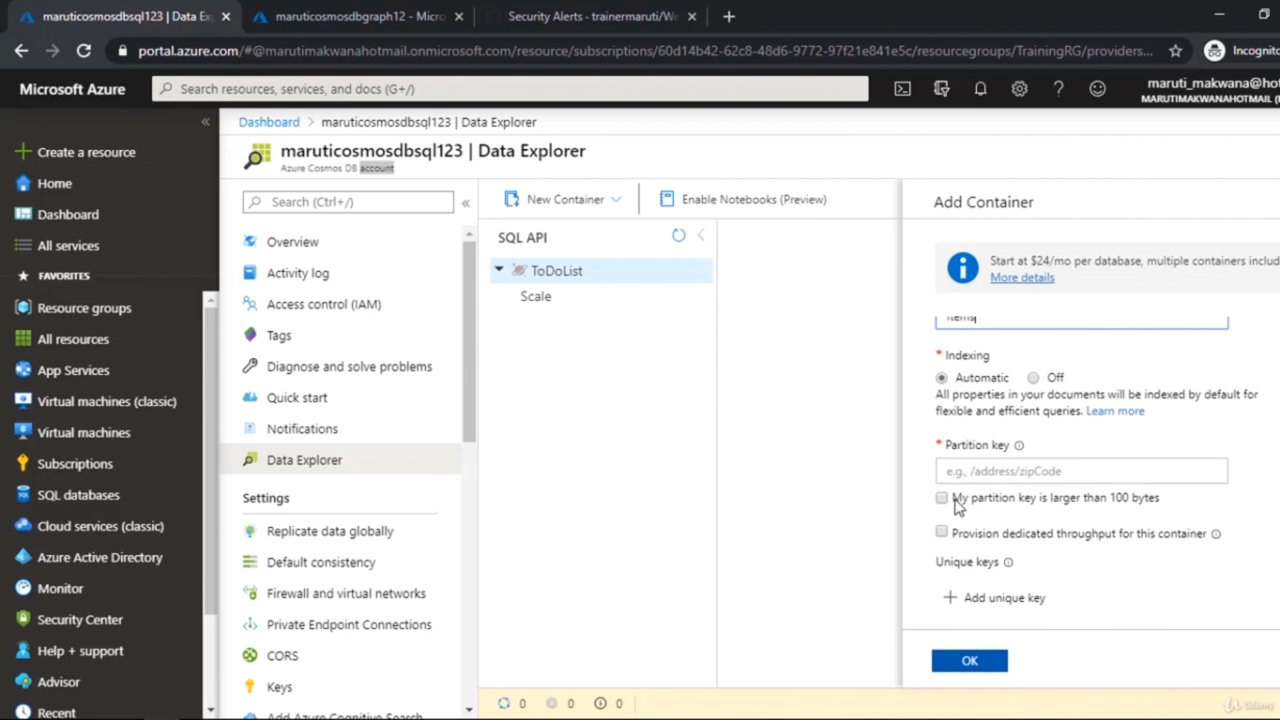 maruticosmosdbsql123 | Data Ex
maruticosmosdbgraph12 - Micro
Security Alerts - trainermaruti/We
portal.azure.com/#@marutimakwanahotmail.onmicrosoft.com/resource/subscriptions/60d14b42-62c8-48d6-9772-97f21e841e5c/resourcegroups/TrainingRG/providers...
Incognito
Microsoft Azure
Search resources, services, and docs (G+/)
maruti_makwana@hot
MARUTIMAKWANAHOTMAIL (
Create a resource
Home
Dashboard
All services
FAVORITES
Resource groups
All resources
App Services
Virtual machines (classic)
Virtual machines
Subscriptions
SQL databases
Cloud services (classic)
Azure Active Directory
Monitor
Security Center
Help + support
Advisor
Recent
Dashboard > maruticosmosdbsql123 | Data Explorer
maruticosmosdbsql123 | Data Explorer
Azure Cosmos DB account
Search (Ctrl+/)
Overview
Activity log
Access control (IAM)
Tags
Diagnose and solve problems
Quick start
Notifications
Data Explorer
Settings
Replicate data globally
Default consistency
Firewall and virtual networks
Private Endpoint Connections
CORS
Keys
Add Azure Cognitive Search
New Container
Enable Notebooks (Preview)
SQL API
ToDoList
Scale
Add Container
Start at $24/mo per database, multiple containers includ
More details
Items
* Indexing
Automatic
Off
All properties in your documents will be indexed by default for
flexible and efficient queries. Learn more
* Partition key
e.g., /address/zipCode
My partition key is larger than 100 bytes
Provision dedicated throughput for this container
Unique keys
Add unique key
OK
0
0
0
Udemy